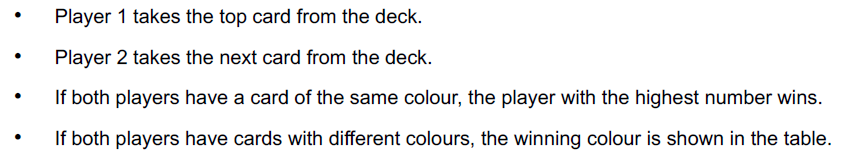 • Player 1 takes the top card from the deck.
• Player 2 takes the next card from the deck.
• If both players have a card of the same colour, the player with the highest number wins.
• If both players have cards with different colours, the winning colour is shown in the table.